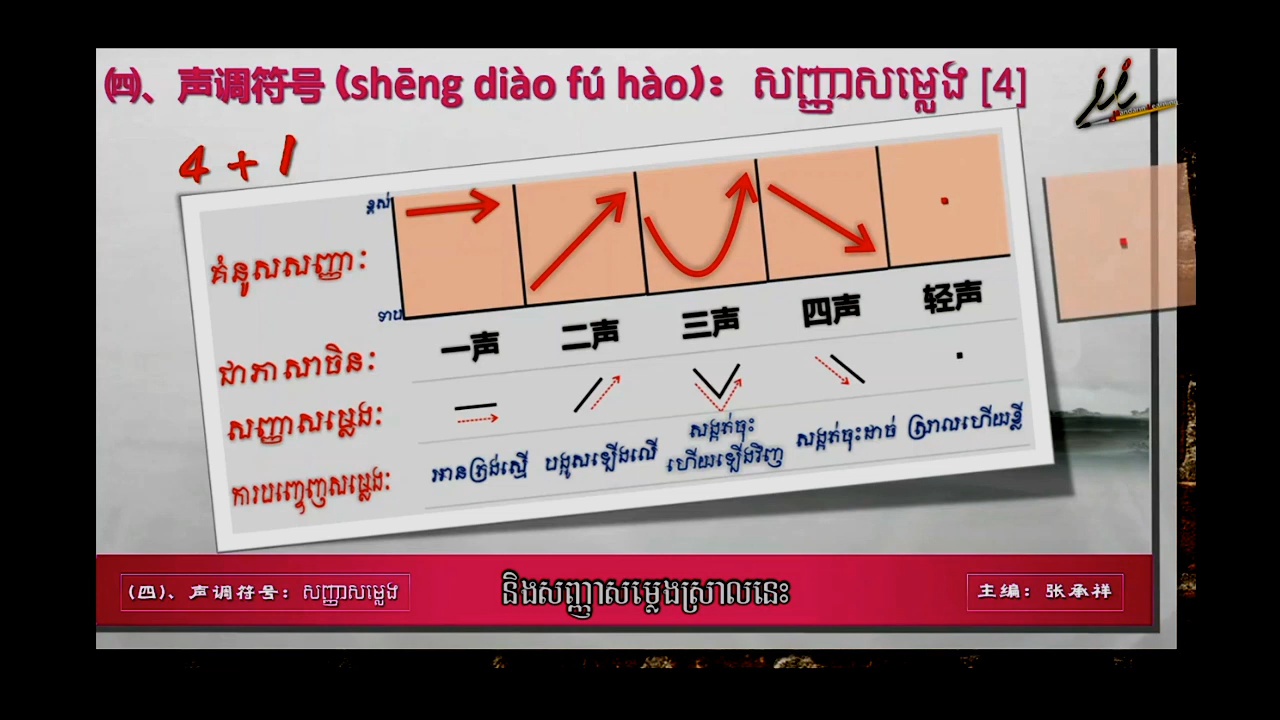 ㈣、声调符号 (shēng diào fú hào): សញ្ញាសម្លេង [4]
4 + 1
ខ្ពស់
គំនូសសញ្ញា:
ទាប
ជាភាសាចិន:
一声 二声 三声 四声 轻声
សញ្ញាសម្លេង:
ការបញ្ចេញសម្លេង:
អានត្រង់ស្មើ
បង្អូសឡើងលើ
សង្កត់ចុះ
ហើយឡើងវិញ
សង្កត់ចុះដាច់
ស្រាលហើយខ្លី
(四)、声调符号: សញ្ញាសម្លេង
និងសញ្ញាសម្លេងស្រាលនេះ
主编: 张承祥